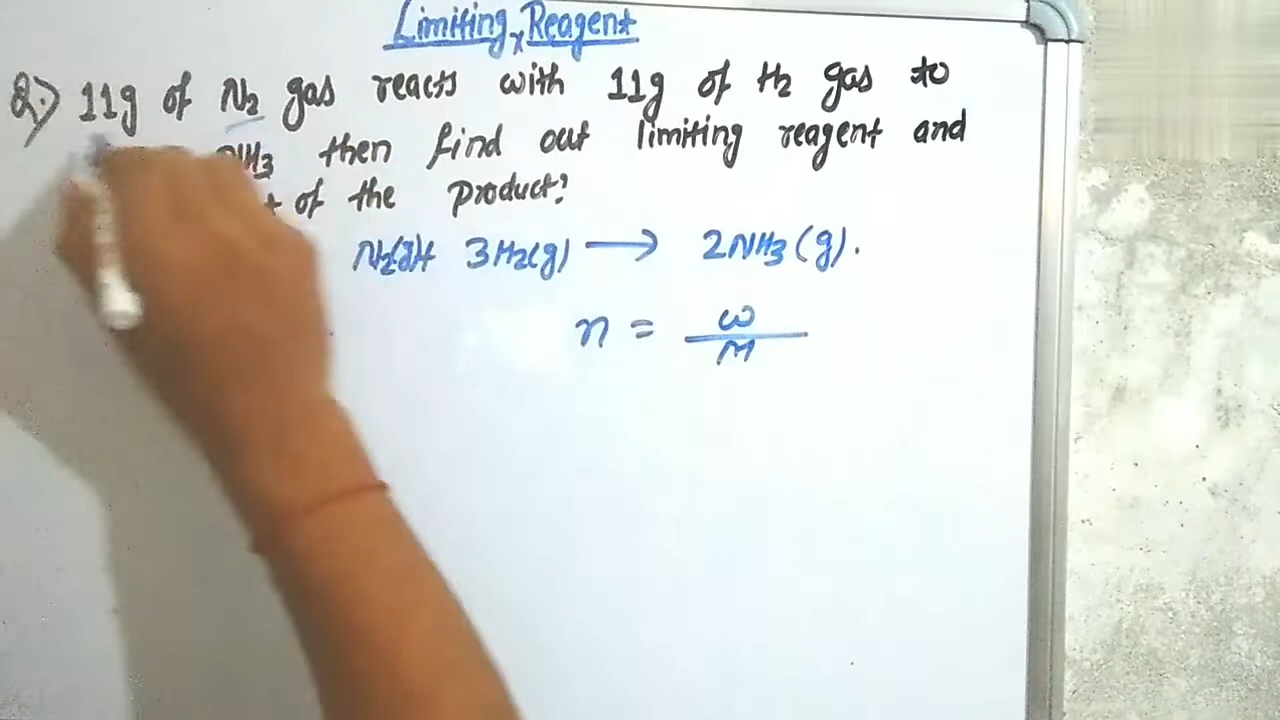 Limiting Reagent
Q.) 11g of N₂ gas reacts with 11g of H₂ gas to
NH₃ then find out limiting reagent and
of the product?
N₂(g)+ 3H₂(g) ⟶ 2NH₃(g).
n = w/M